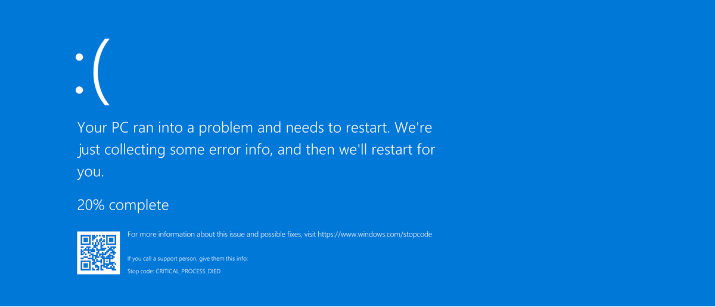 :(
Your PC ran into a problem and needs to restart. We're
just collecting some error info, and then we'll restart for
you.
20% complete
For more information about this issue and possible fixes, visit https://www.windows.com/stopcode
If you call a support person, give them this info:
Stop code: CRITICAL_PROCESS_DIED